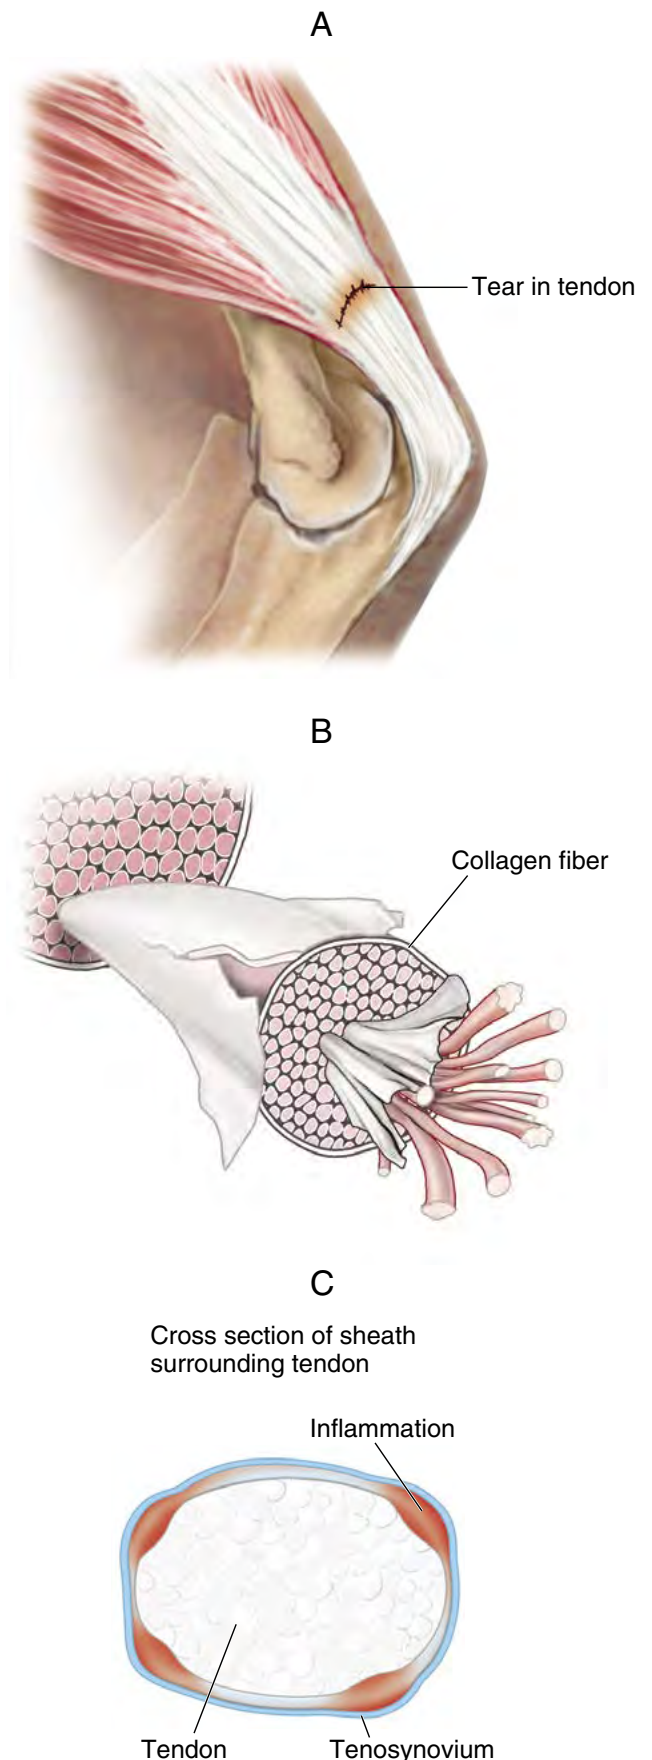 A
Tear in tendon
B
Collagen fiber
C
Cross section of sheath
surrounding tendon
Inflammation
Tendon
Tenosynovium